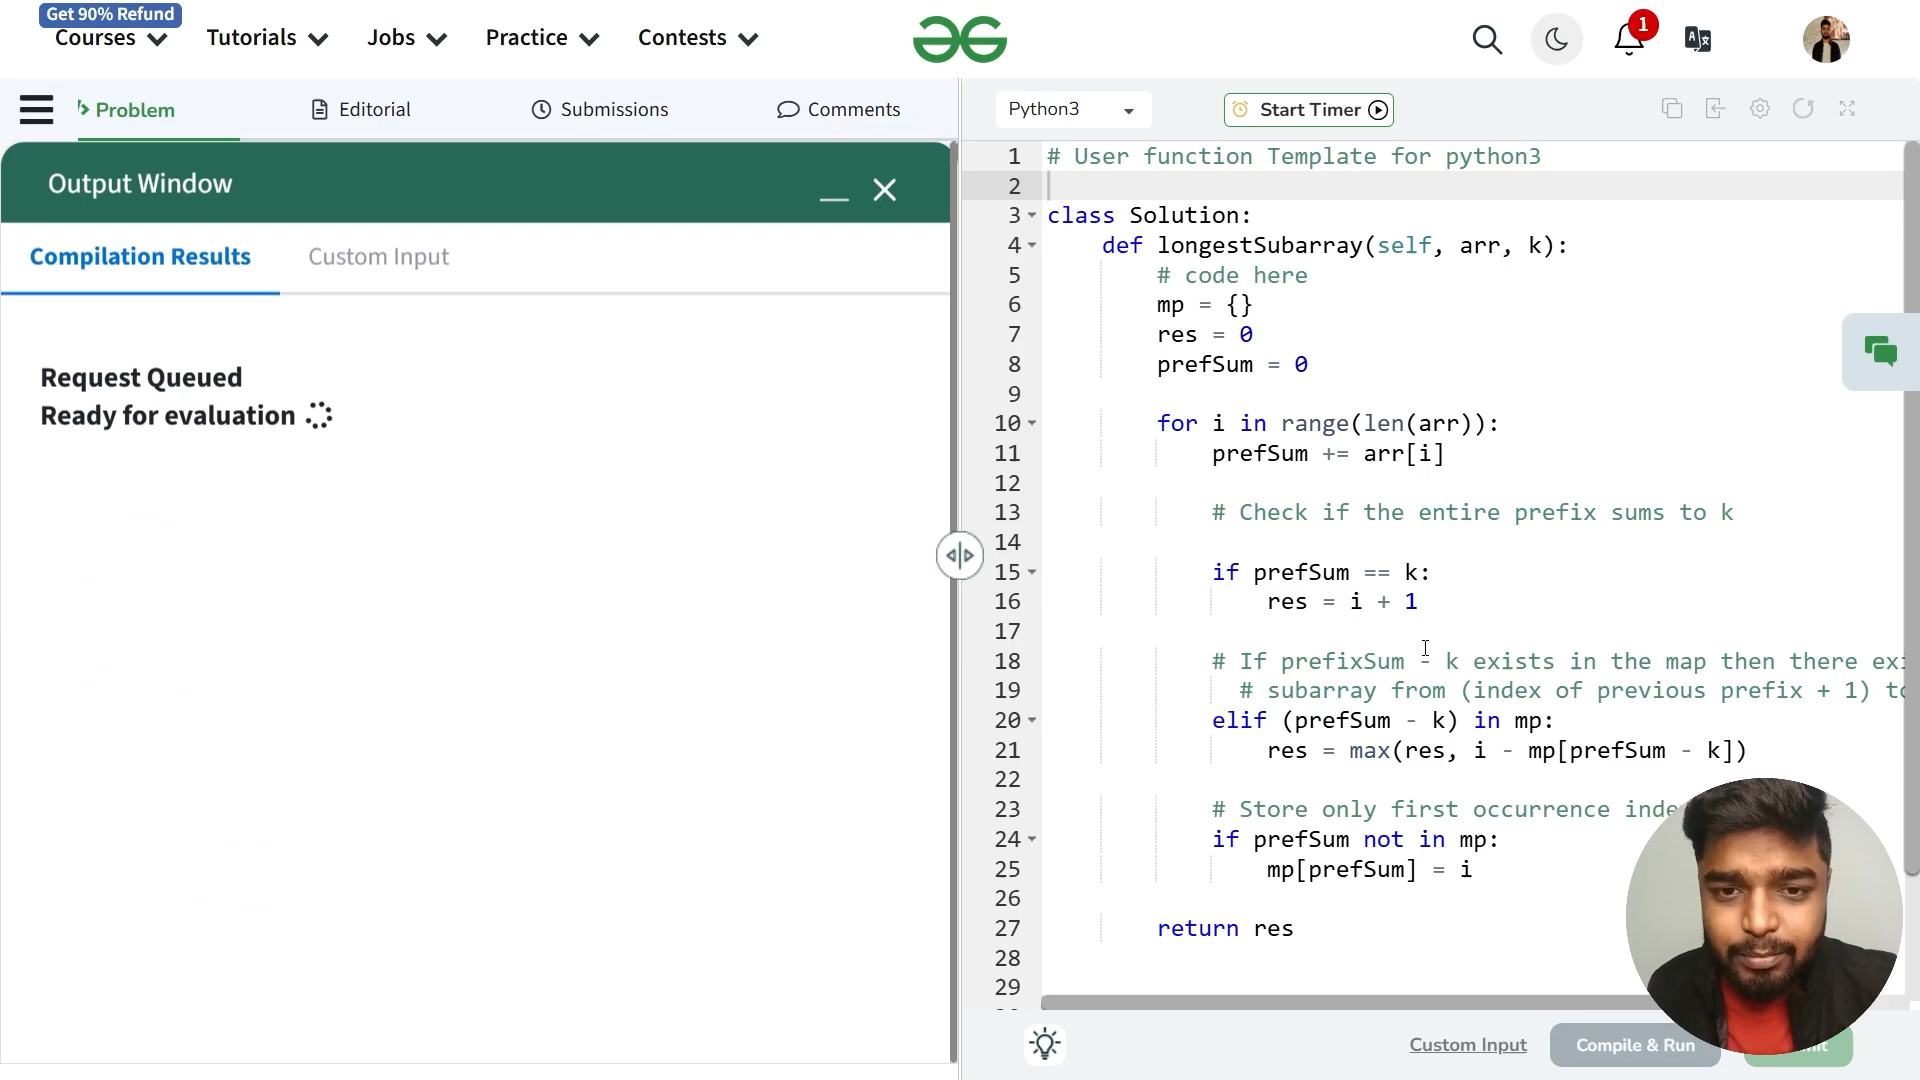 Get 90% Refund
Courses
Tutorials
Jobs
Practice
Contests
1
Problem
Editorial
Submissions
Comments
Python3
Start Timer
Output Window
Compilation Results
Custom Input
Request Queued
Ready for evaluation
1 # User function Template for python3
2
3 class Solution:
4 def longestSubarray(self, arr, k):
5 # code here
6 mp = {}
7 res = 0
8 prefSum = 0
9
10 for i in range(len(arr)):
11 prefSum += arr[i]
12
13 # Check if the entire prefix sums to k
14
15 if prefSum == k:
16 res = i + 1
17
18 # If prefixSum - k exists in the map then there
19 # subarray from (index of previous prefix + 1)
20 elif (prefSum - k) in mp:
21 res = max(res, i - mp[prefSum - k])
22
23 # Store only first occurrence
24 if prefSum not in mp:
25 mp[prefSum] = i
26
27 return res
28
29
Custom Input
Compile & Run